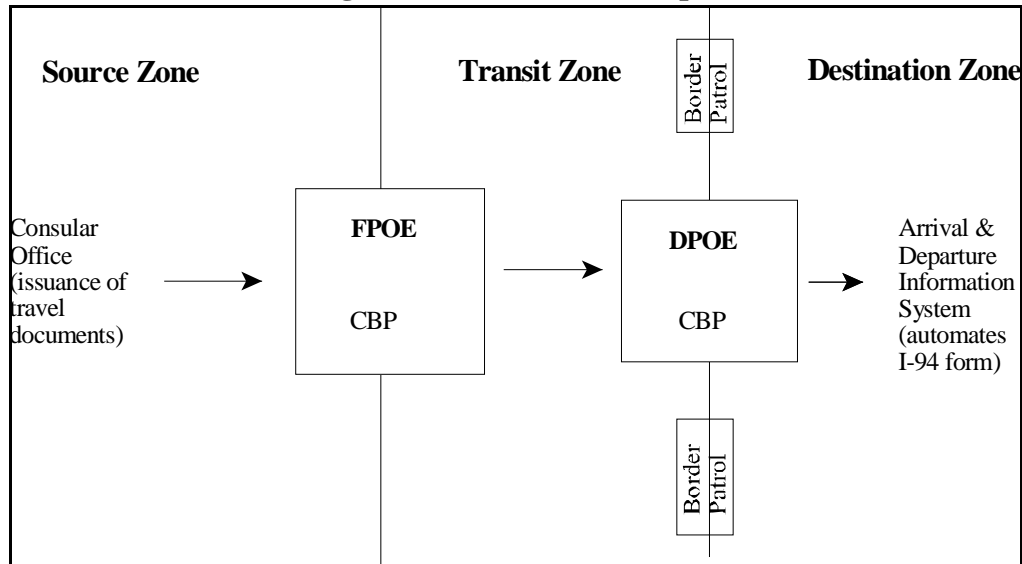 Source Zone
Transit Zone
Destination Zone
Border
Patrol
Consular
Office
(issuance of
travel
documents)
FPOE
CBP
DPOE
CBP
Arrival &
Departure
Information
System
(automates
I-94 form)
Border
Patrol